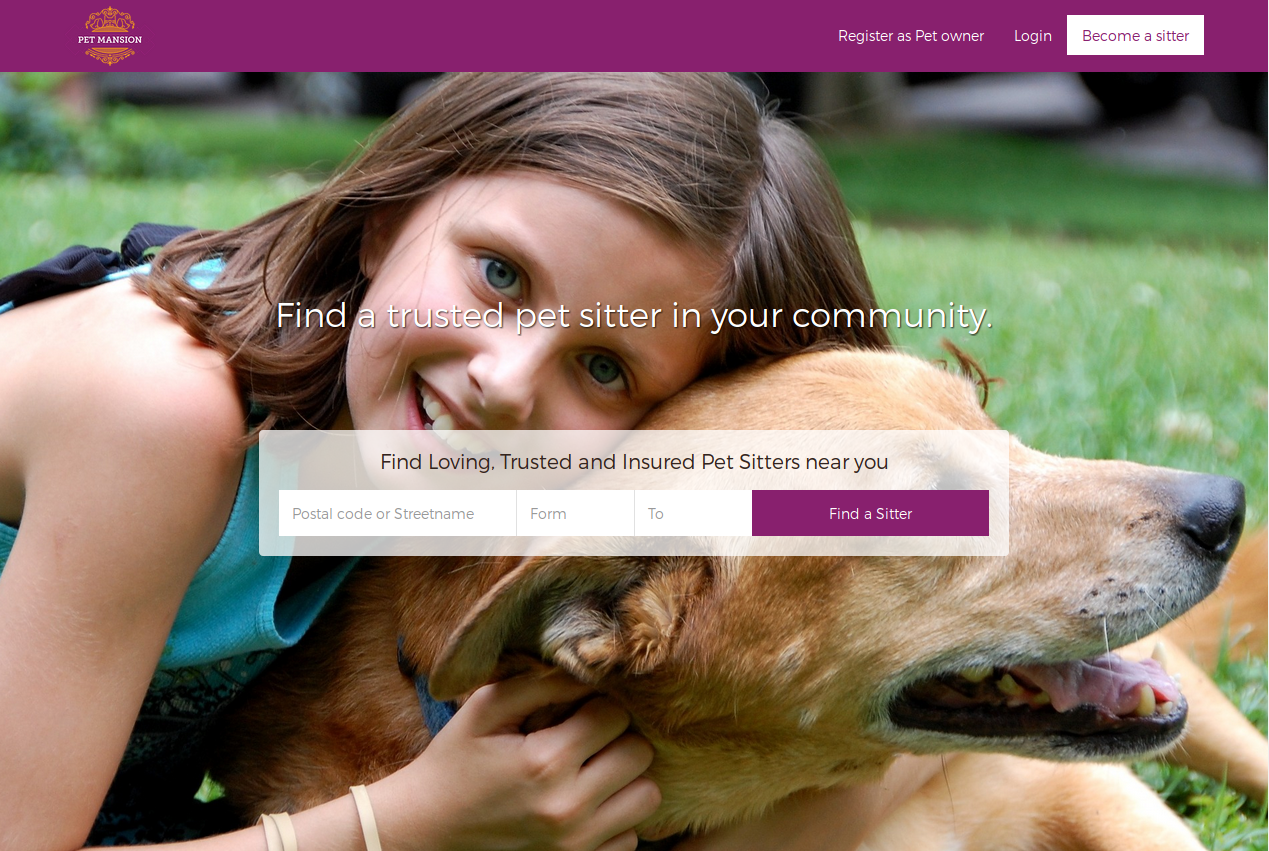 PET MANSION
Register as Pet owner
Login
Become a sitter
Find a trusted pet sitter in your community.
Find Loving, Trusted and Insured Pet Sitters near you
Postal code or Streetname
Form
To
Find a Sitter